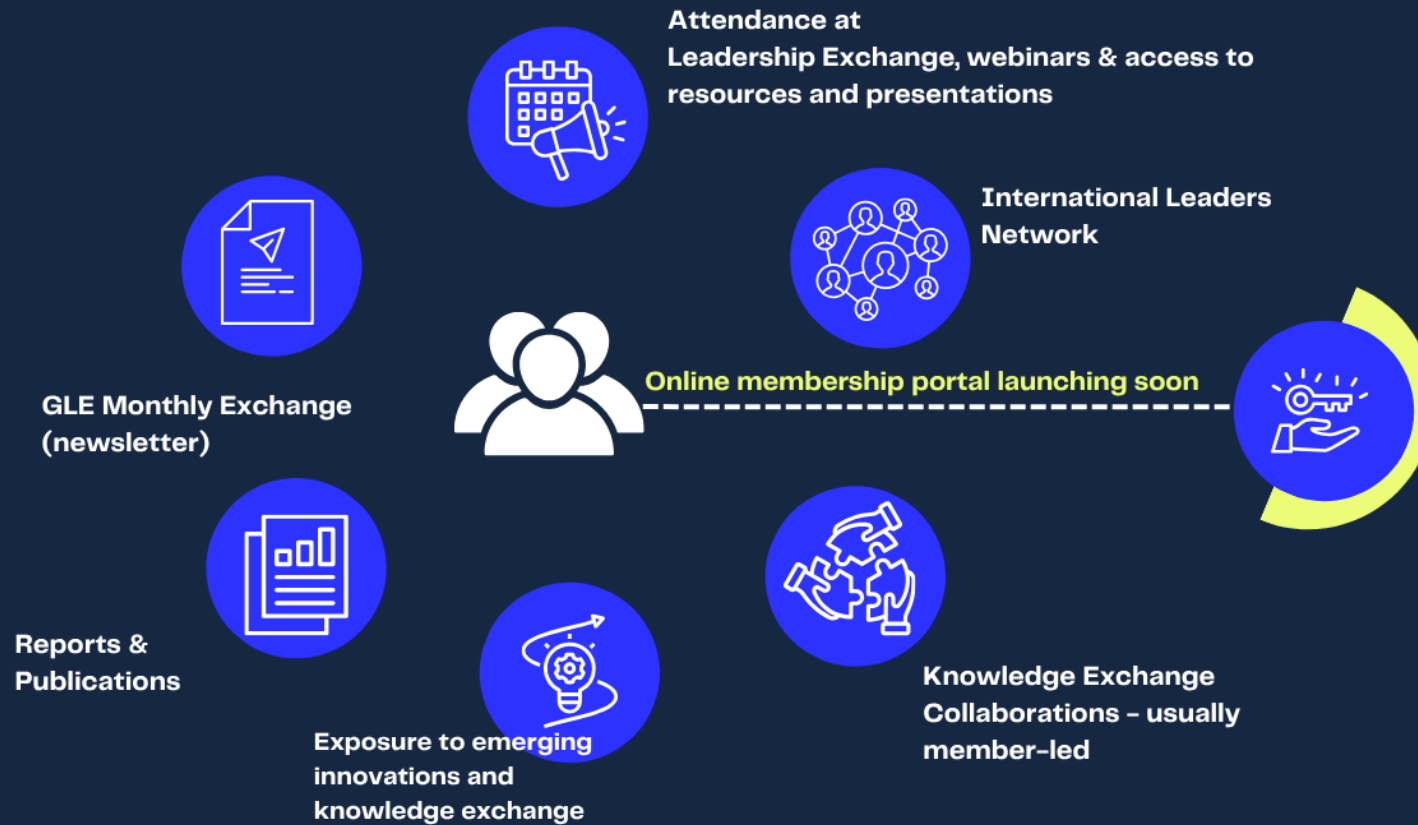 Attendance at
Leadership Exchange, webinars & access to
resources and presentations
International Leaders
Network
Online membership portal launching soon
GLE Monthly Exchange
(newsletter)
Reports &
Publications
Exposure to emerging
innovations and
knowledge exchange
Knowledge Exchange
Collaborations - usually
member-led